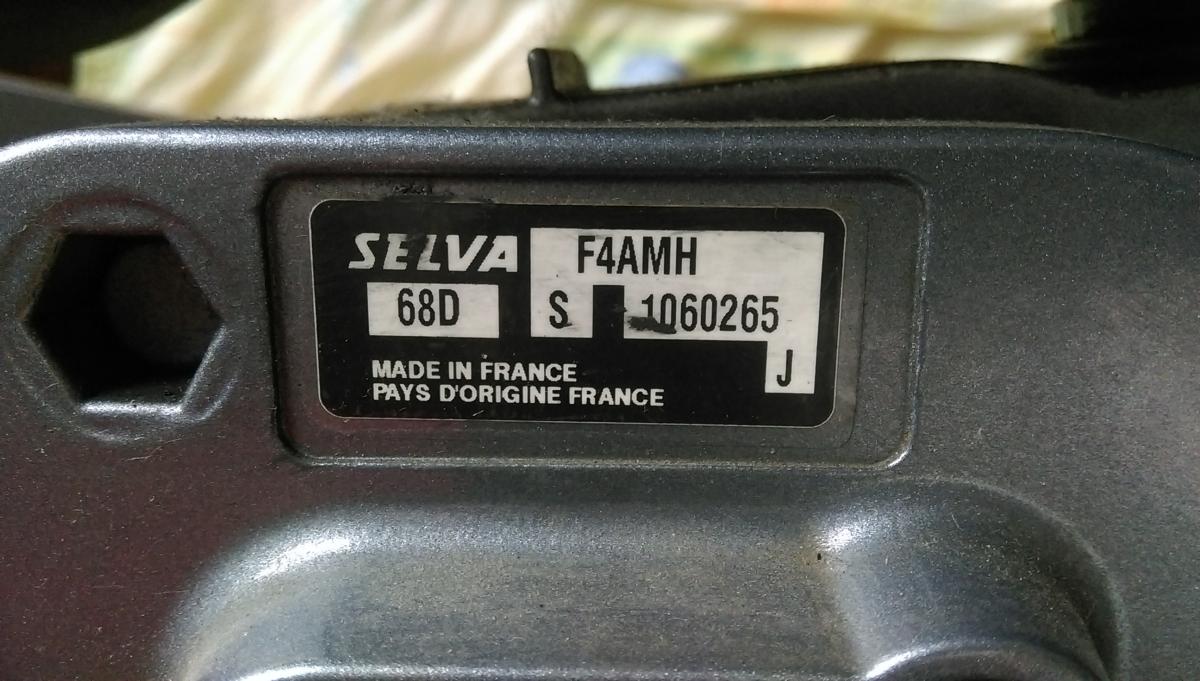 SELVA F4AMH
68D S 1060265
J
MADE IN FRANCE
PAYS D'ORIGINE FRANCE